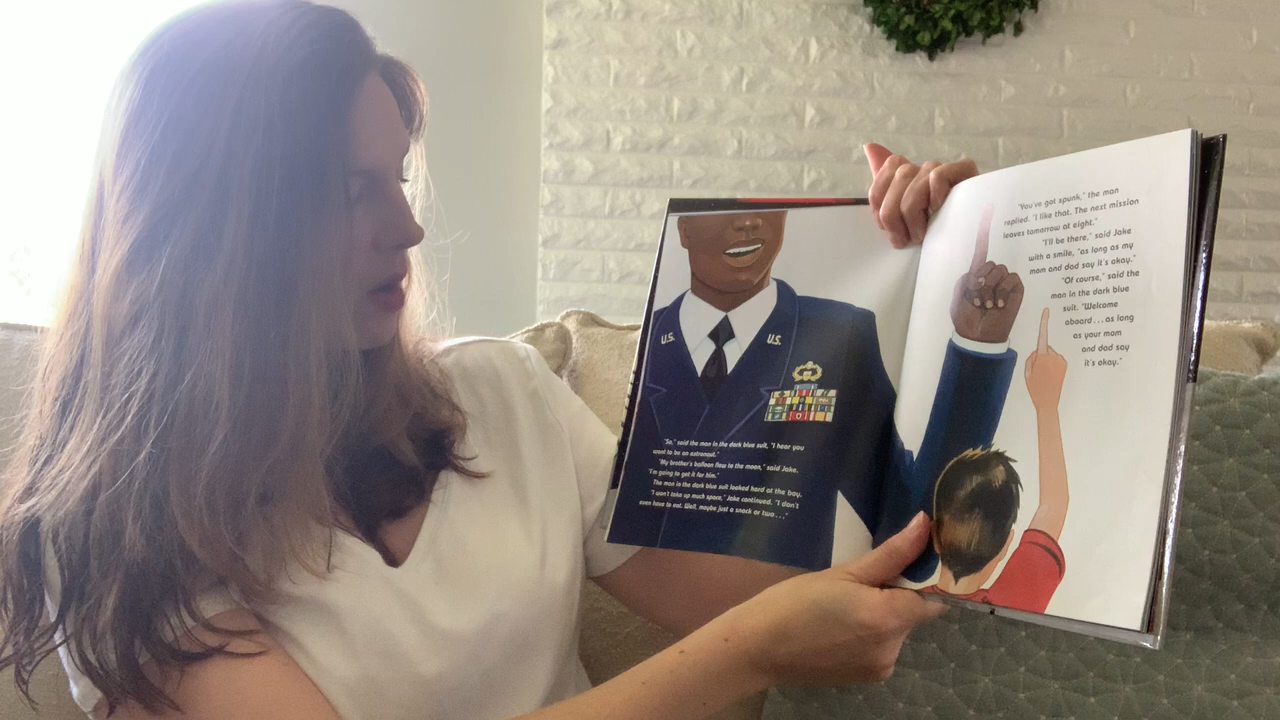 U.S.
U.S.
"So," said the man in the dark blue suit, "I hear you
want to be an astronaut."
"My brother's balloon flew to the moon," said Jake.
"I'm going to get it for him."
The man in the dark blue suit looked hard at the boy.
"I won't take up much space," Jake continued. "I don't
even have to eat. Well, maybe just a snack or two..."
"You've got spunk," the man
replied. "I like that. The next mission
leaves tomorrow at eight."
"I'll be there," said Jake
with a smile, "as long as my
mom and dad say it's okay."
"Of course," said the
man in the dark blue
suit. "Welcome
aboard...as long
as your mom
and dad say
it's okay."